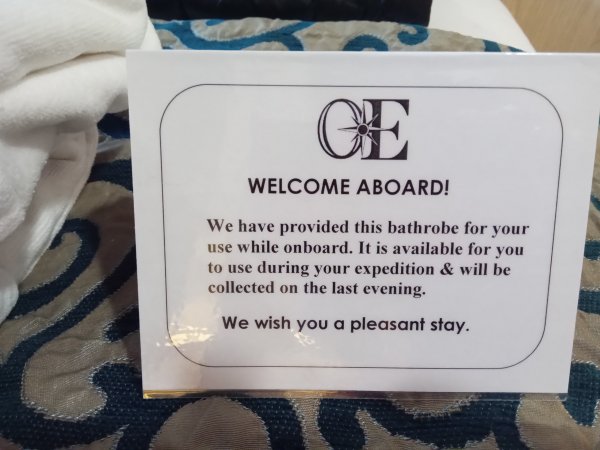 OE
WELCOME ABOARD!
We have provided this bathrobe for your
use while onboard. It is available for you
to use during your expedition & will be
collected on the last evening.
We wish you a pleasant stay.